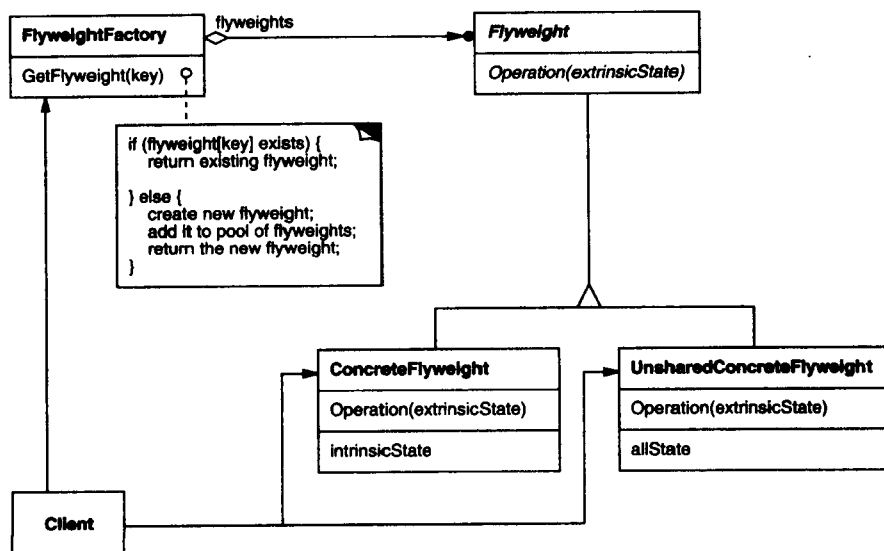 flyweights
FlyweightFactory
GetFlyweight(key)
Flyweight
Operation(extrinsicState)
if (flyweight[key] exists) {
return existing flyweight;
} else {
create new flyweight;
add it to pool of flyweights;
return the new flyweight;
}
ConcreteFlyweight
Operation(extrinsicState)
intrinsicState
UnsharedConcreteFlyweight
Operation(extrinsicState)
allState
Client